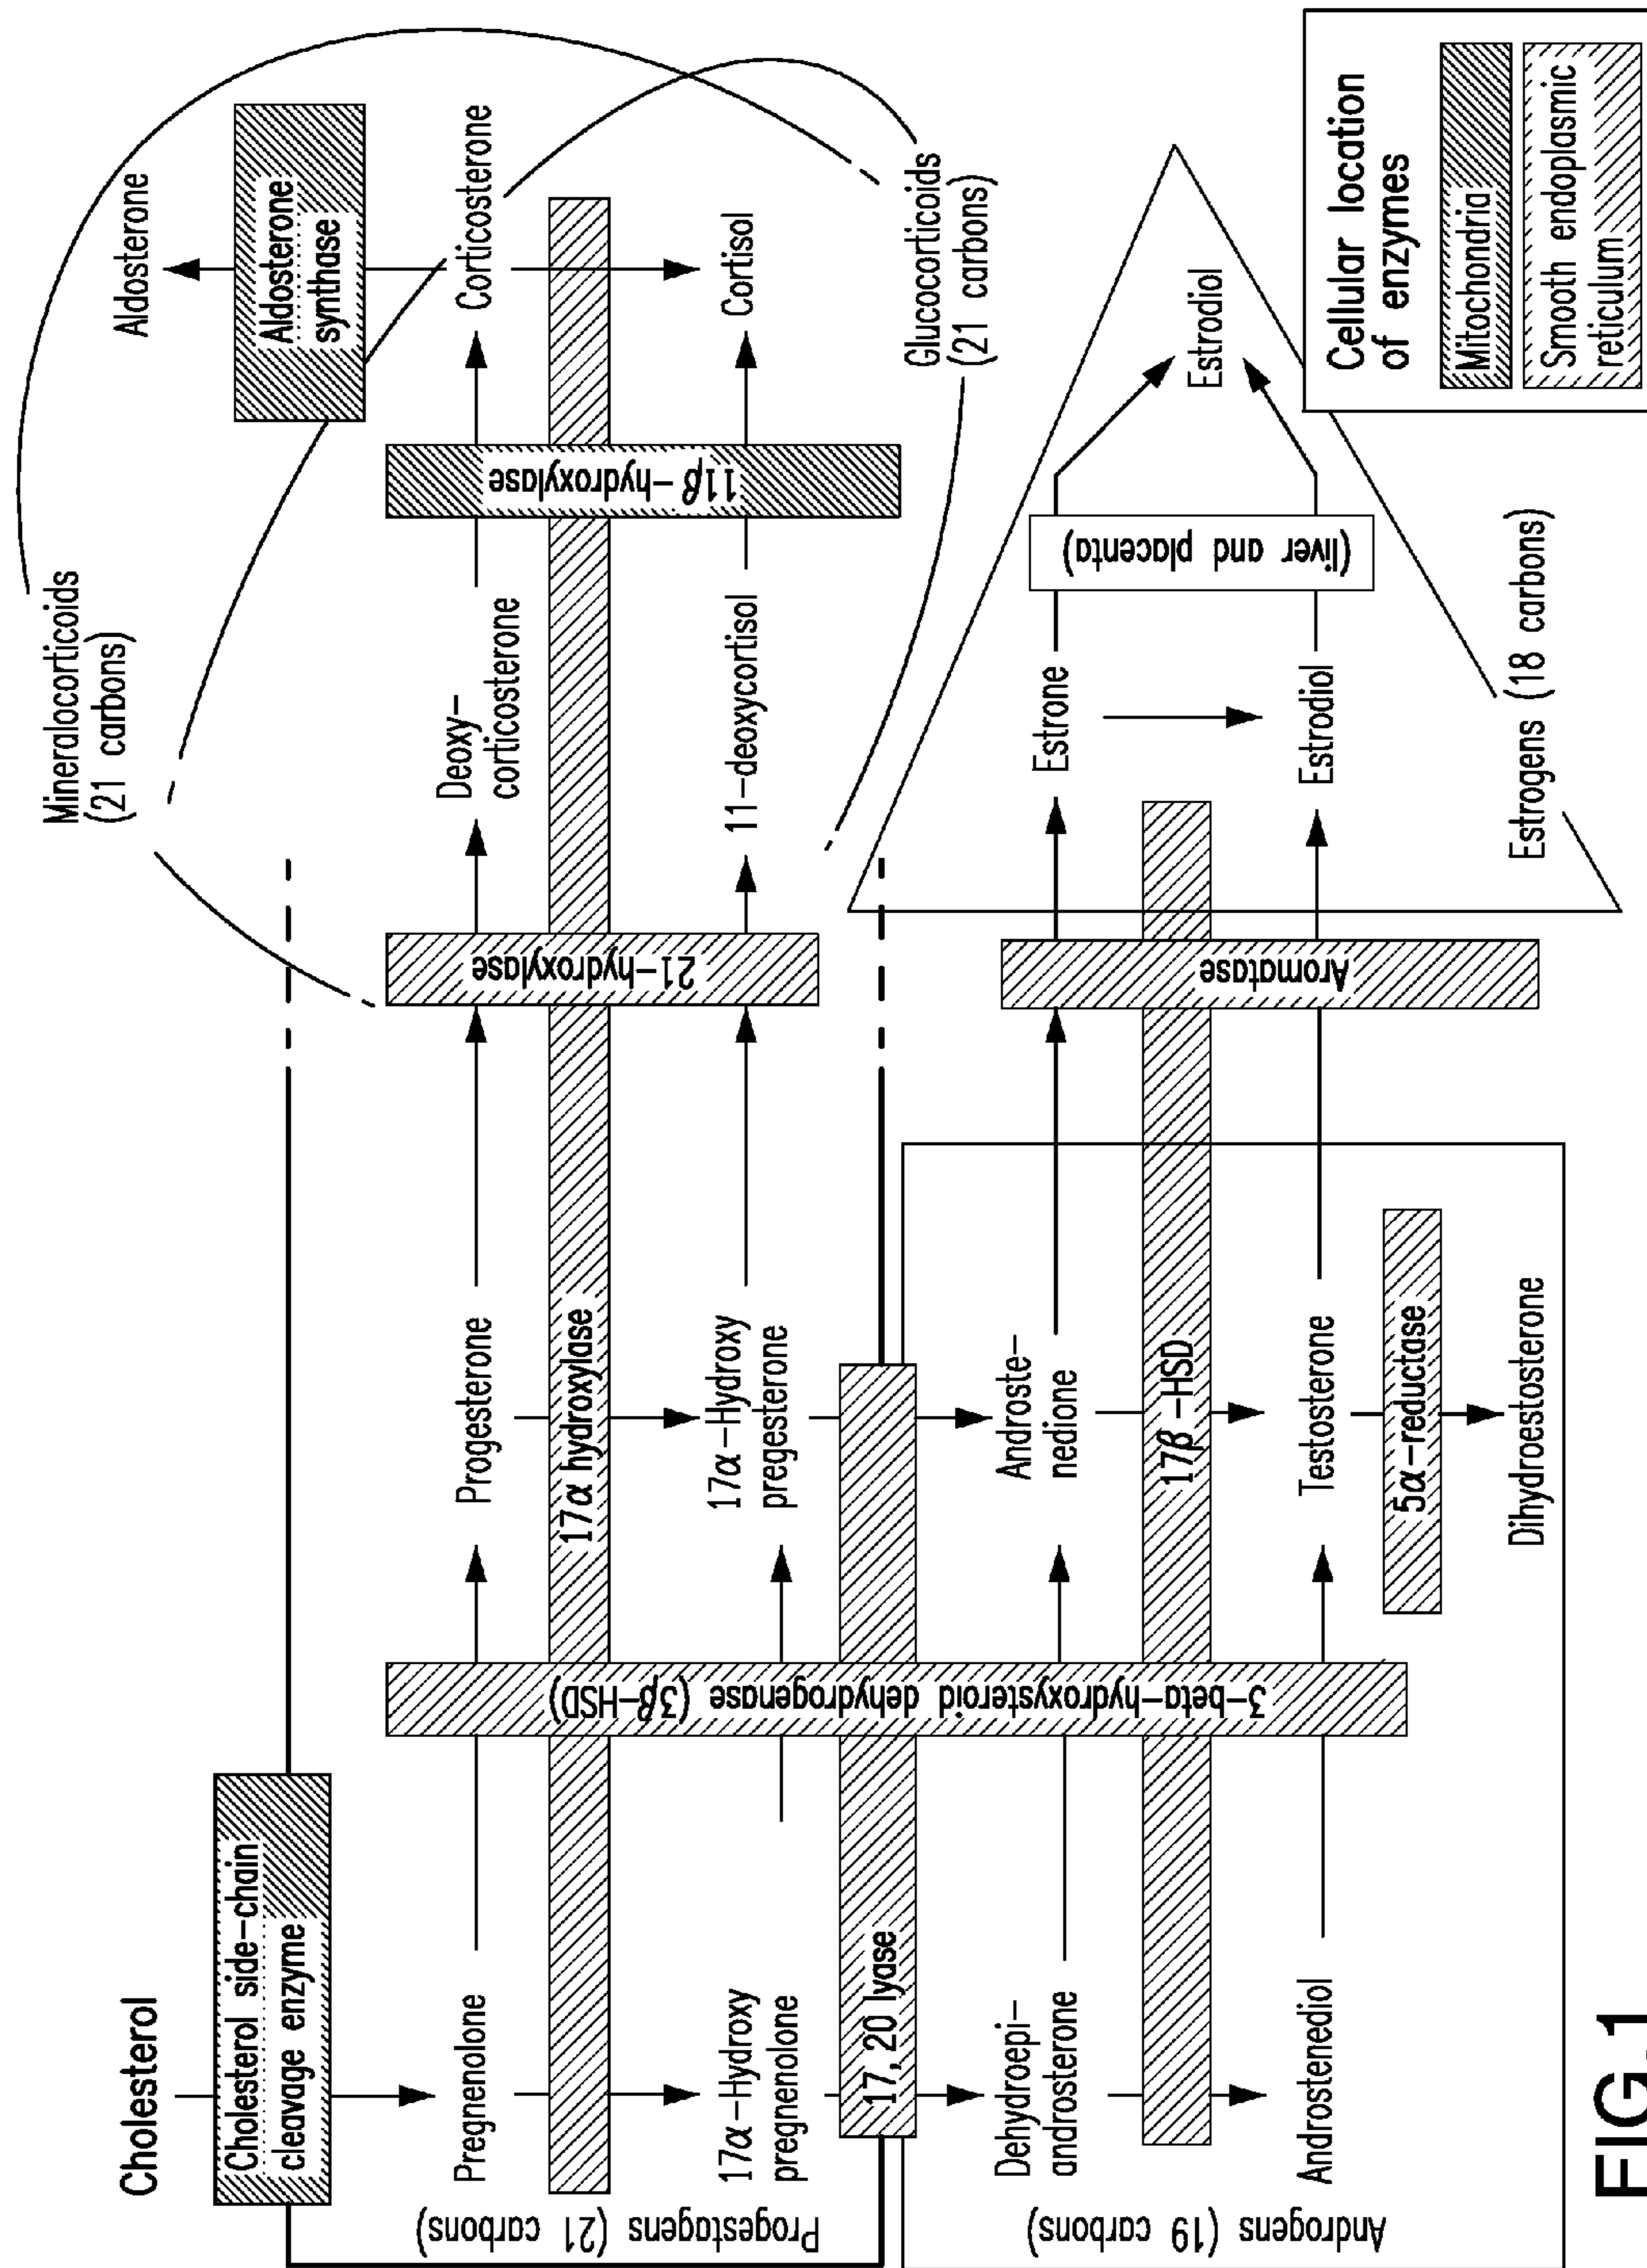 Cholesterol
Cholesterol side-chain
cleavage enzyme
Mineralocorticoids
(21 carbons)
Aldosterone
Aldosterone
synthase
Progestagens (21 carbons)
Pregnenolone
Progesterone
Deoxy-
corticosterone
Corticosterone
17α hydroxylase
21-hydroxylase
11β-hydroxylase
17α-Hydroxy
pregnenolone
17α-Hydroxy
pregesterone
11-deoxycortisol
Cortisol
17, 20 lyase
3-beta-hydroxysteroid dehydrogenase (3β-HSD)
Glucocorticoids
(21 carbons)
Androgens (19 carbons)
Dehydroepi-
androsterone
Androste-
nedione
Estrone
(liver and placenta)
Estrodiol
17β-HSD
Aromatase
Androstenediol
Testosterone
Estrodiol
5α-reductase
Dihydroestosterone
Estrogens (18 carbons)
Cellular location
of enzymes
Mitochondria
Smooth endoplasmic
reticulum
FIG.1